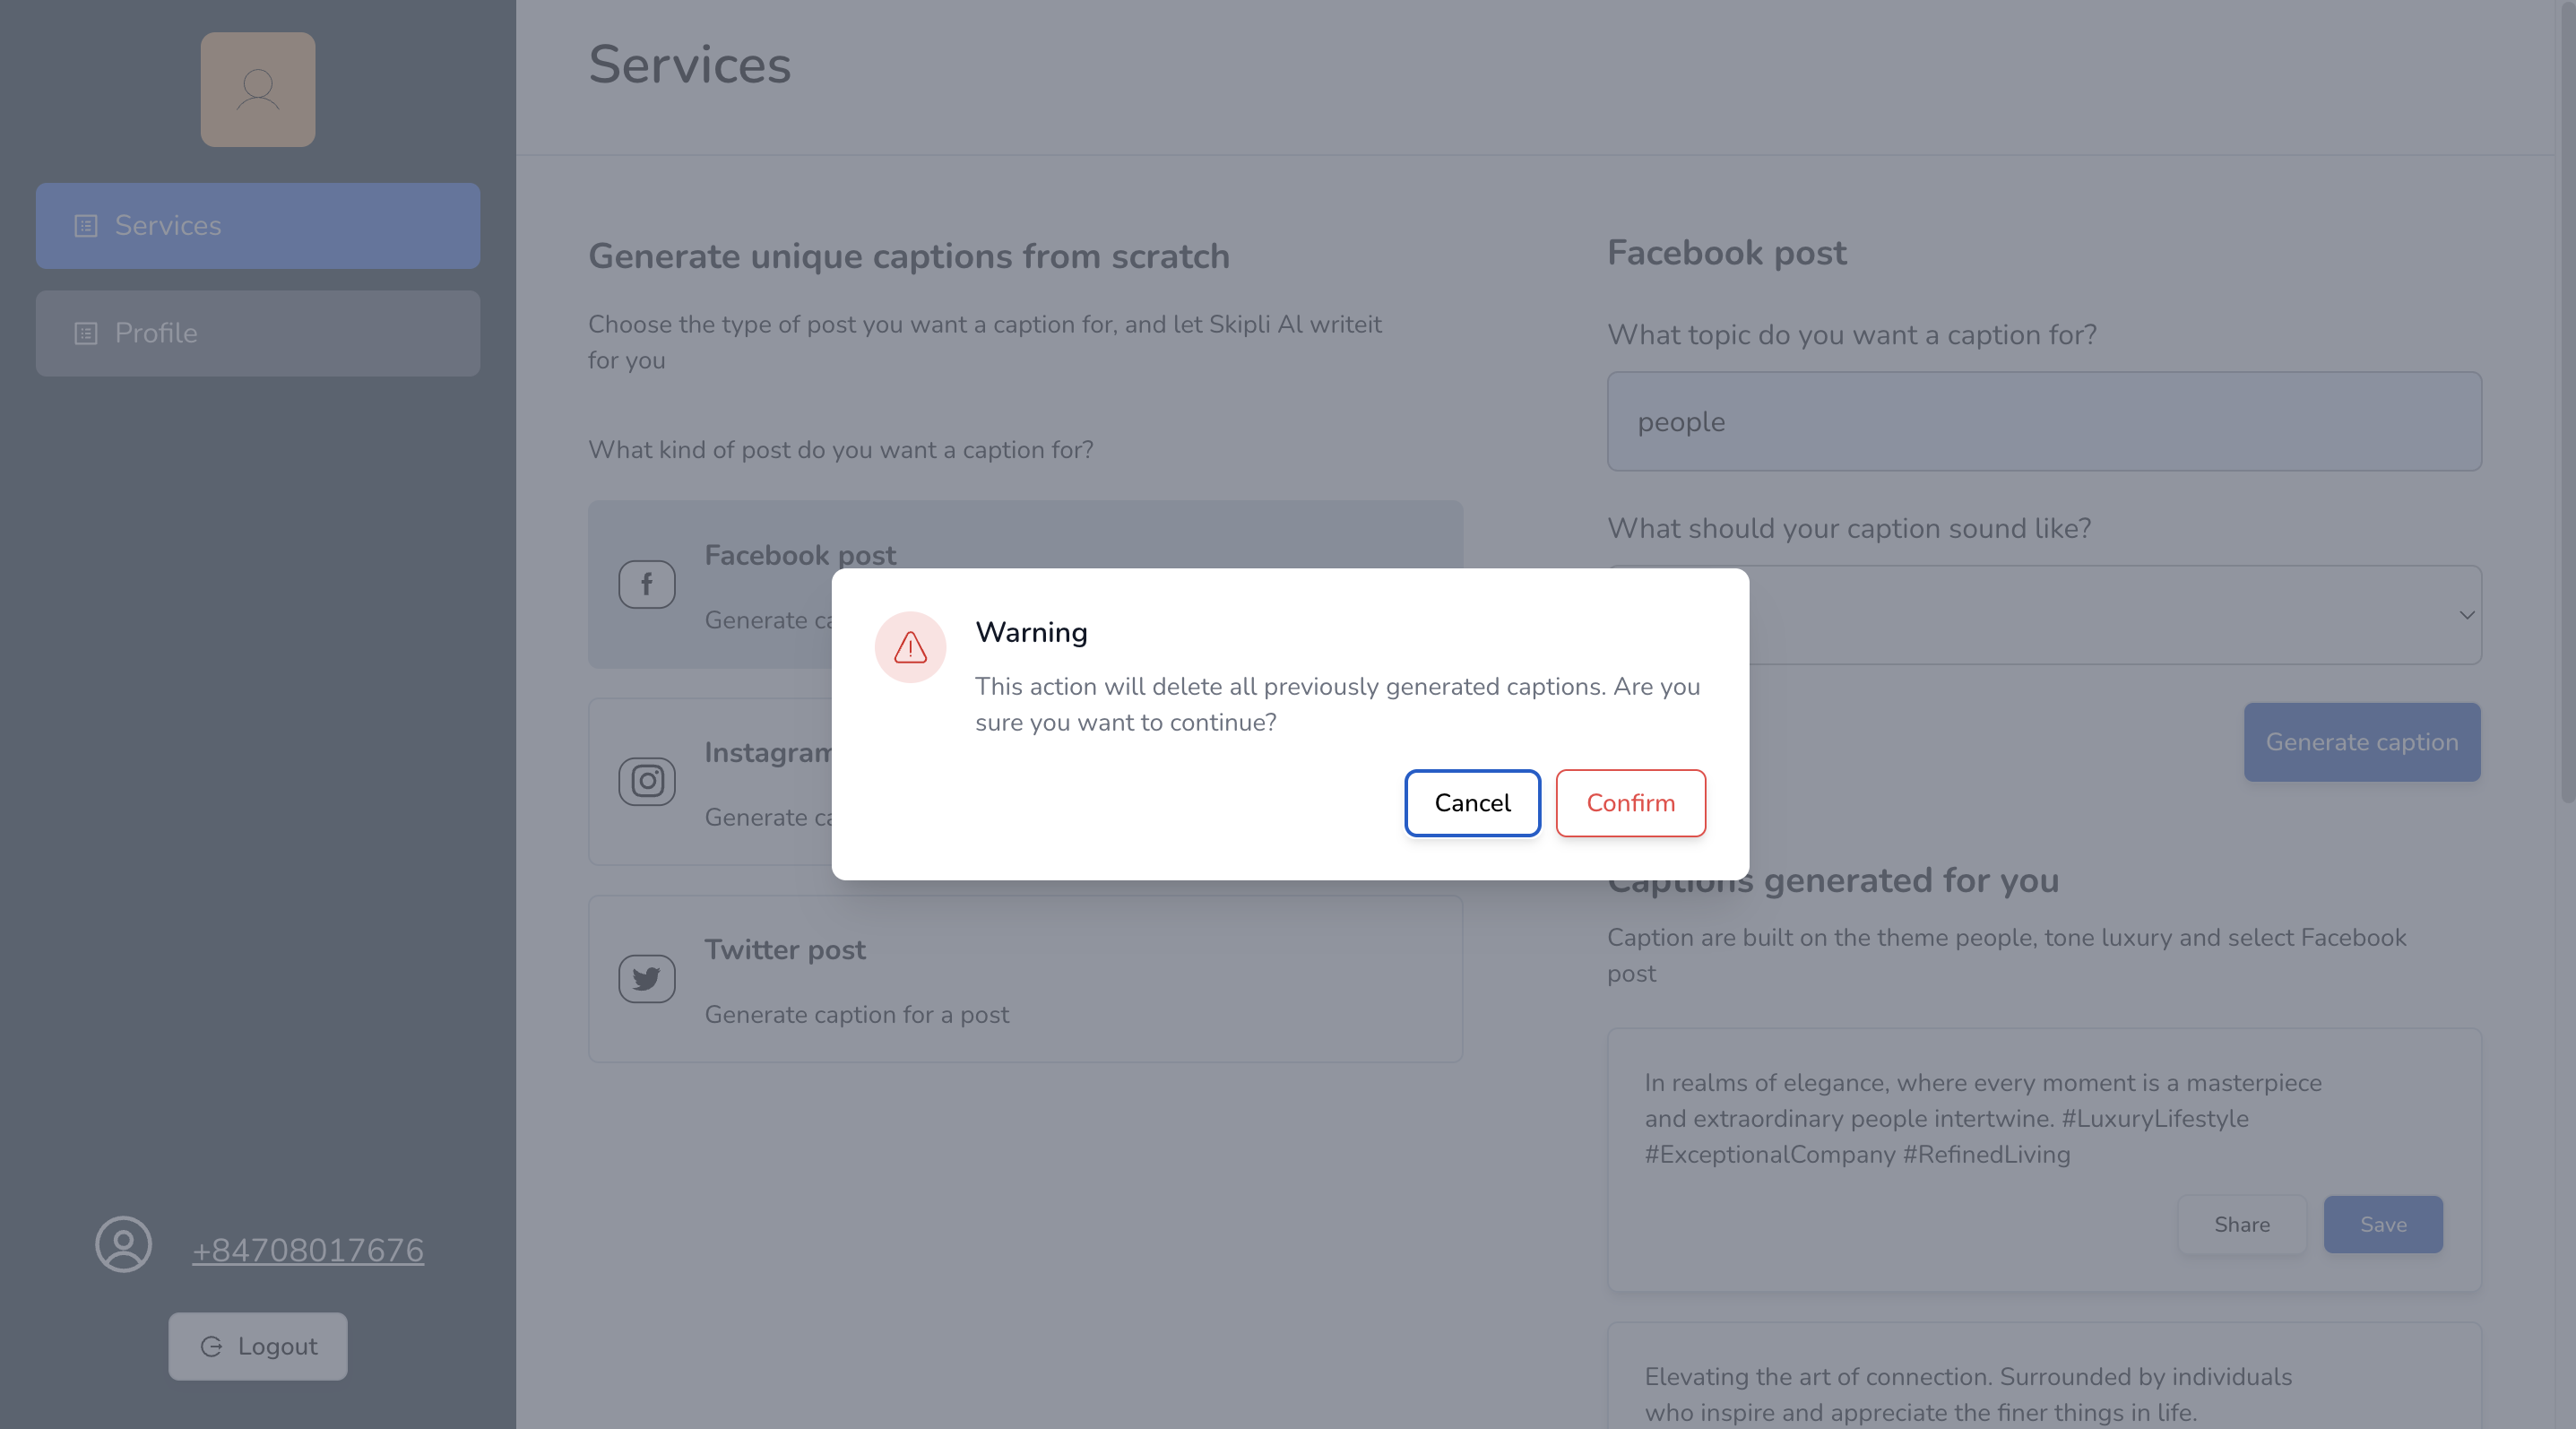 Services
Profile
+84708017676
Logout
Services
Generate unique captions from scratch
Choose the type of post you want a caption for, and let Skipli Al writeit
for you
What kind of post do you want a caption for?
Facebook post
Generate ca
Instagram
Generate ca
Twitter post
Generate caption for a post
Facebook post
What topic do you want a caption for?
people
What should your caption sound like?
Generate caption
Warning
This action will delete all previously generated captions. Are you
sure you want to continue?
Cancel
Confirm
Captions generated for you
Caption are built on the theme people, tone luxury and select Facebook
post
In realms of elegance, where every moment is a masterpiece
and extraordinary people intertwine. #LuxuryLifestyle
#ExceptionalCompany #RefinedLiving
Share
Save
Elevating the art of connection. Surrounded by individuals
who inspire and appreciate the finer things in life.